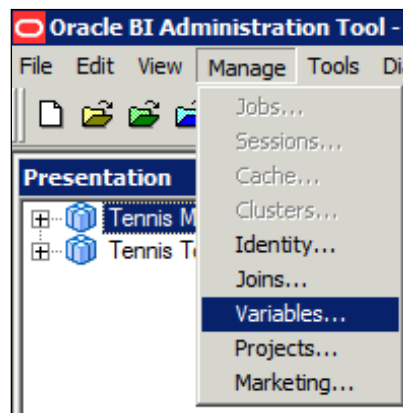 Oracle BI Administration Tool -
File Edit View Manage Tools Di
Jobs...
Sessions...
Presentation
Cache...
Tennis M
Clusters...
Tennis T
Identity...
Joins...
Variables...
Projects...
Marketing...